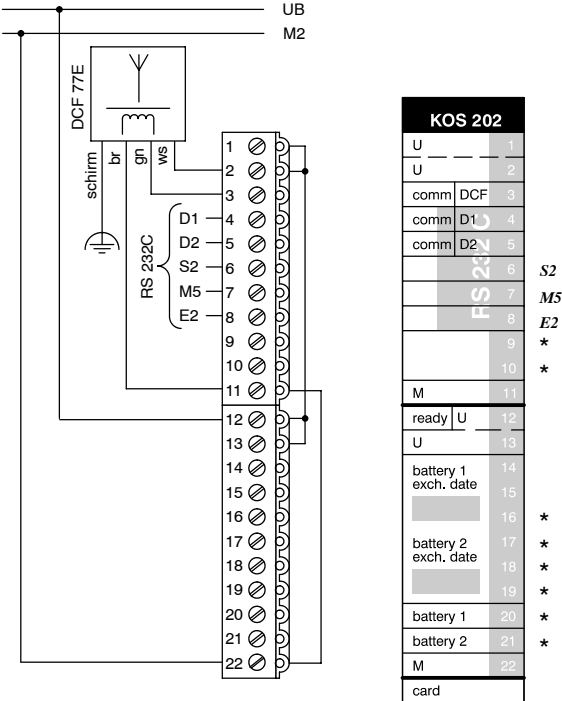 UB
M2
DCF 77E
schirm
br
gn
ws
1
2
3
D1 4
D2 5
S2 6
M5 7
E2 8
RS 232C
9
10
11
12
13
14
15
16
17
18
19
20
21
22
KOS 202
U 1
U 2
comm DCF 3
comm D1 4
comm D2 5
6 S2
7 M5
8 E2
RS 232 C
9 *
10 *
M 11
ready U 12
U 13
battery 1 14
exch. date
15
16 *
battery 2 17 *
exch. date
18 *
19 *
battery 1 20 *
battery 2 21 *
M 22
card